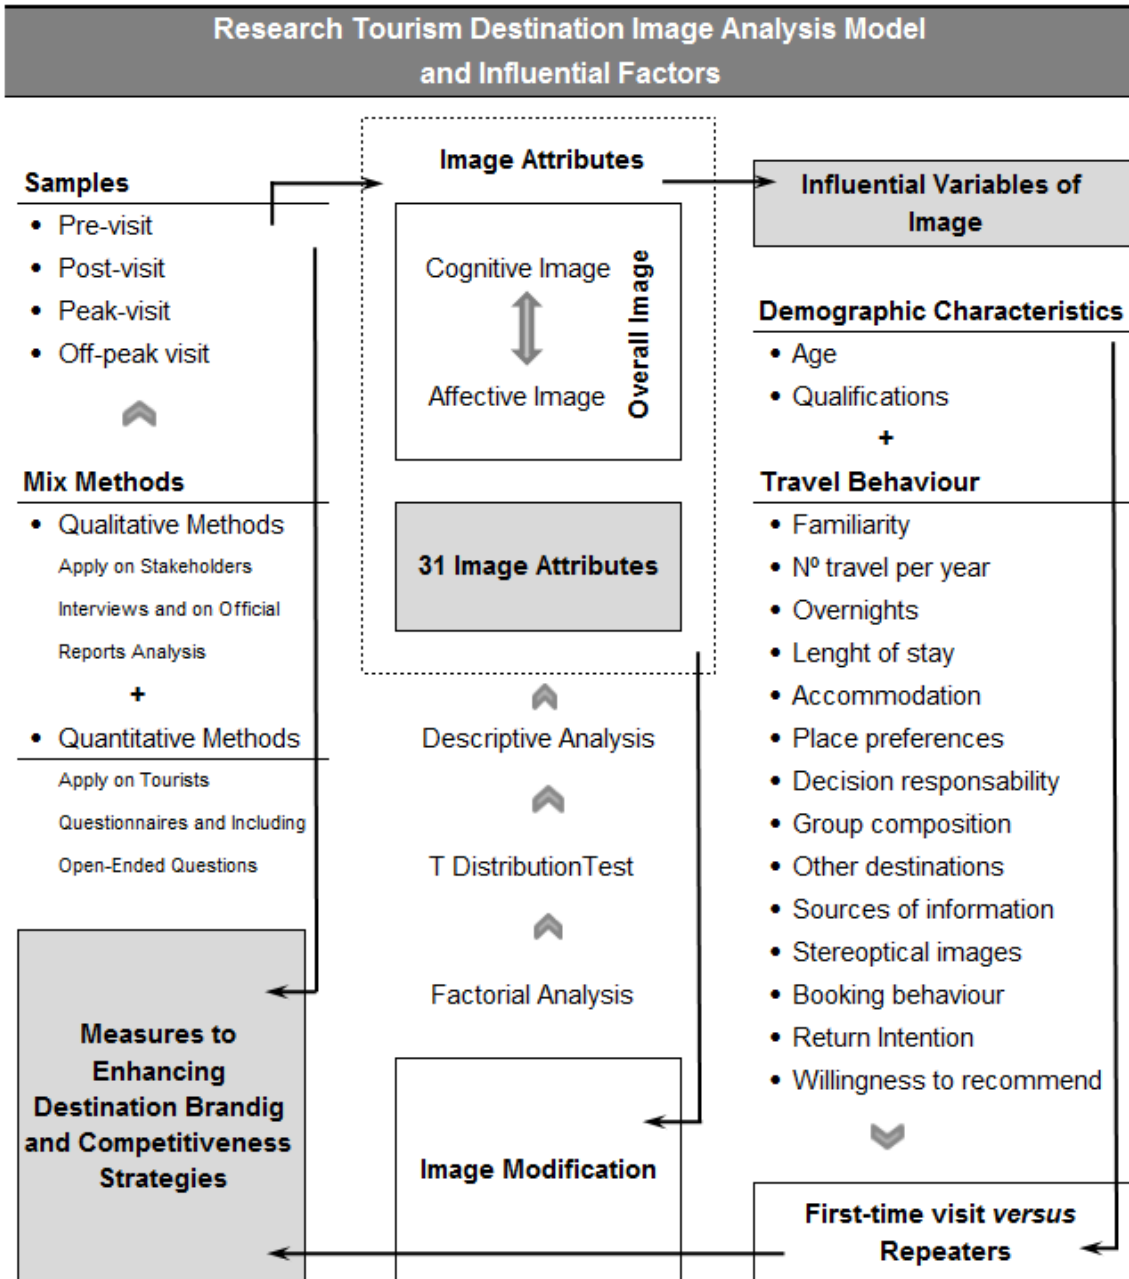 Research Tourism Destination Image Analysis Model
and Influential Factors
Samples
• Pre-visit
• Post-visit
• Peak-visit
• Off-peak visit
Mix Methods
• Qualitative Methods
Apply on Stakeholders
Interviews and on Official
Reports Analysis
+
• Quantitative Methods
Apply on Tourists
Questionnaires and Including
Open-Ended Questions
Measures to
Enhancing
Destination Brandig
and Competitiveness
Strategies
Image Attributes
Cognitive Image
Affective Image
Overall Image
31 Image Attributes
Descriptive Analysis
T DistributionTest
Factorial Analysis
Image Modification
Influential Variables of
Image
Demographic Characteristics
• Age
• Qualifications
+
Travel Behaviour
• Familiarity
• Nº travel per year
• Overnights
• Lenght of stay
• Accommodation
• Place preferences
• Decision responsability
• Group composition
• Other destinations
• Sources of information
• Stereoptical images
• Booking behaviour
• Return Intention
• Willingness to recommend
First-time visit versus
Repeaters